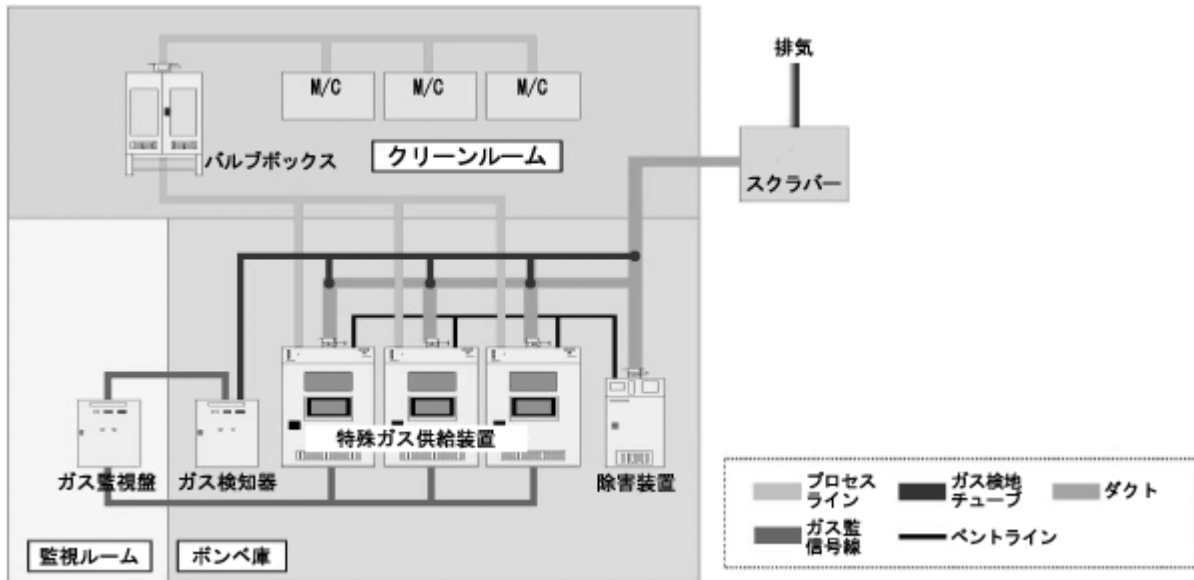 排気
M/C
M/C
M/C
バルブボックス
クリーンルーム
スクラバー
特殊ガス供給装置
ガス監視盤
ガス検知器
除害装置
監視ルーム
ボンベ庫
プロセス
ライン
ガス検地
チューブ
ダクト
ガス監
信号線
ベントライン